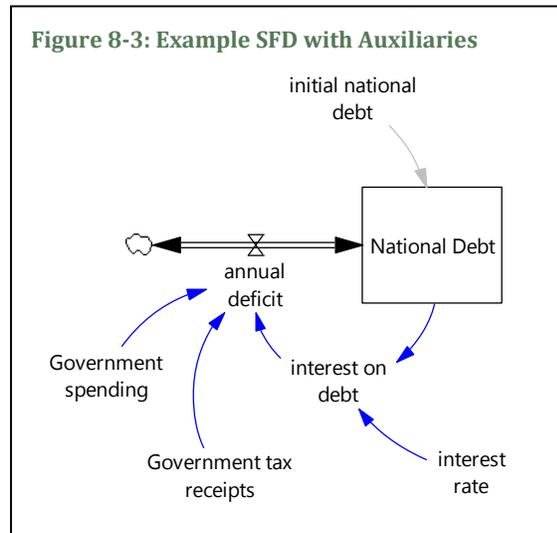 Figure 8-3: Example SFD with Auxiliaries
initial national
debt
National Debt
annual
deficit
Government
spending
interest on
debt
Government tax
receipts
interest
rate